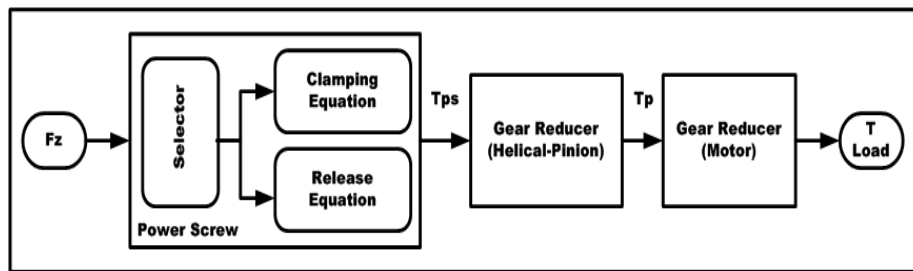 Fz
Selector
Clamping
Equation
Release
Equation
Power Screw
Tps
Gear Reducer
(Helical-Pinion)
Tp
Gear Reducer
(Motor)
T
Load